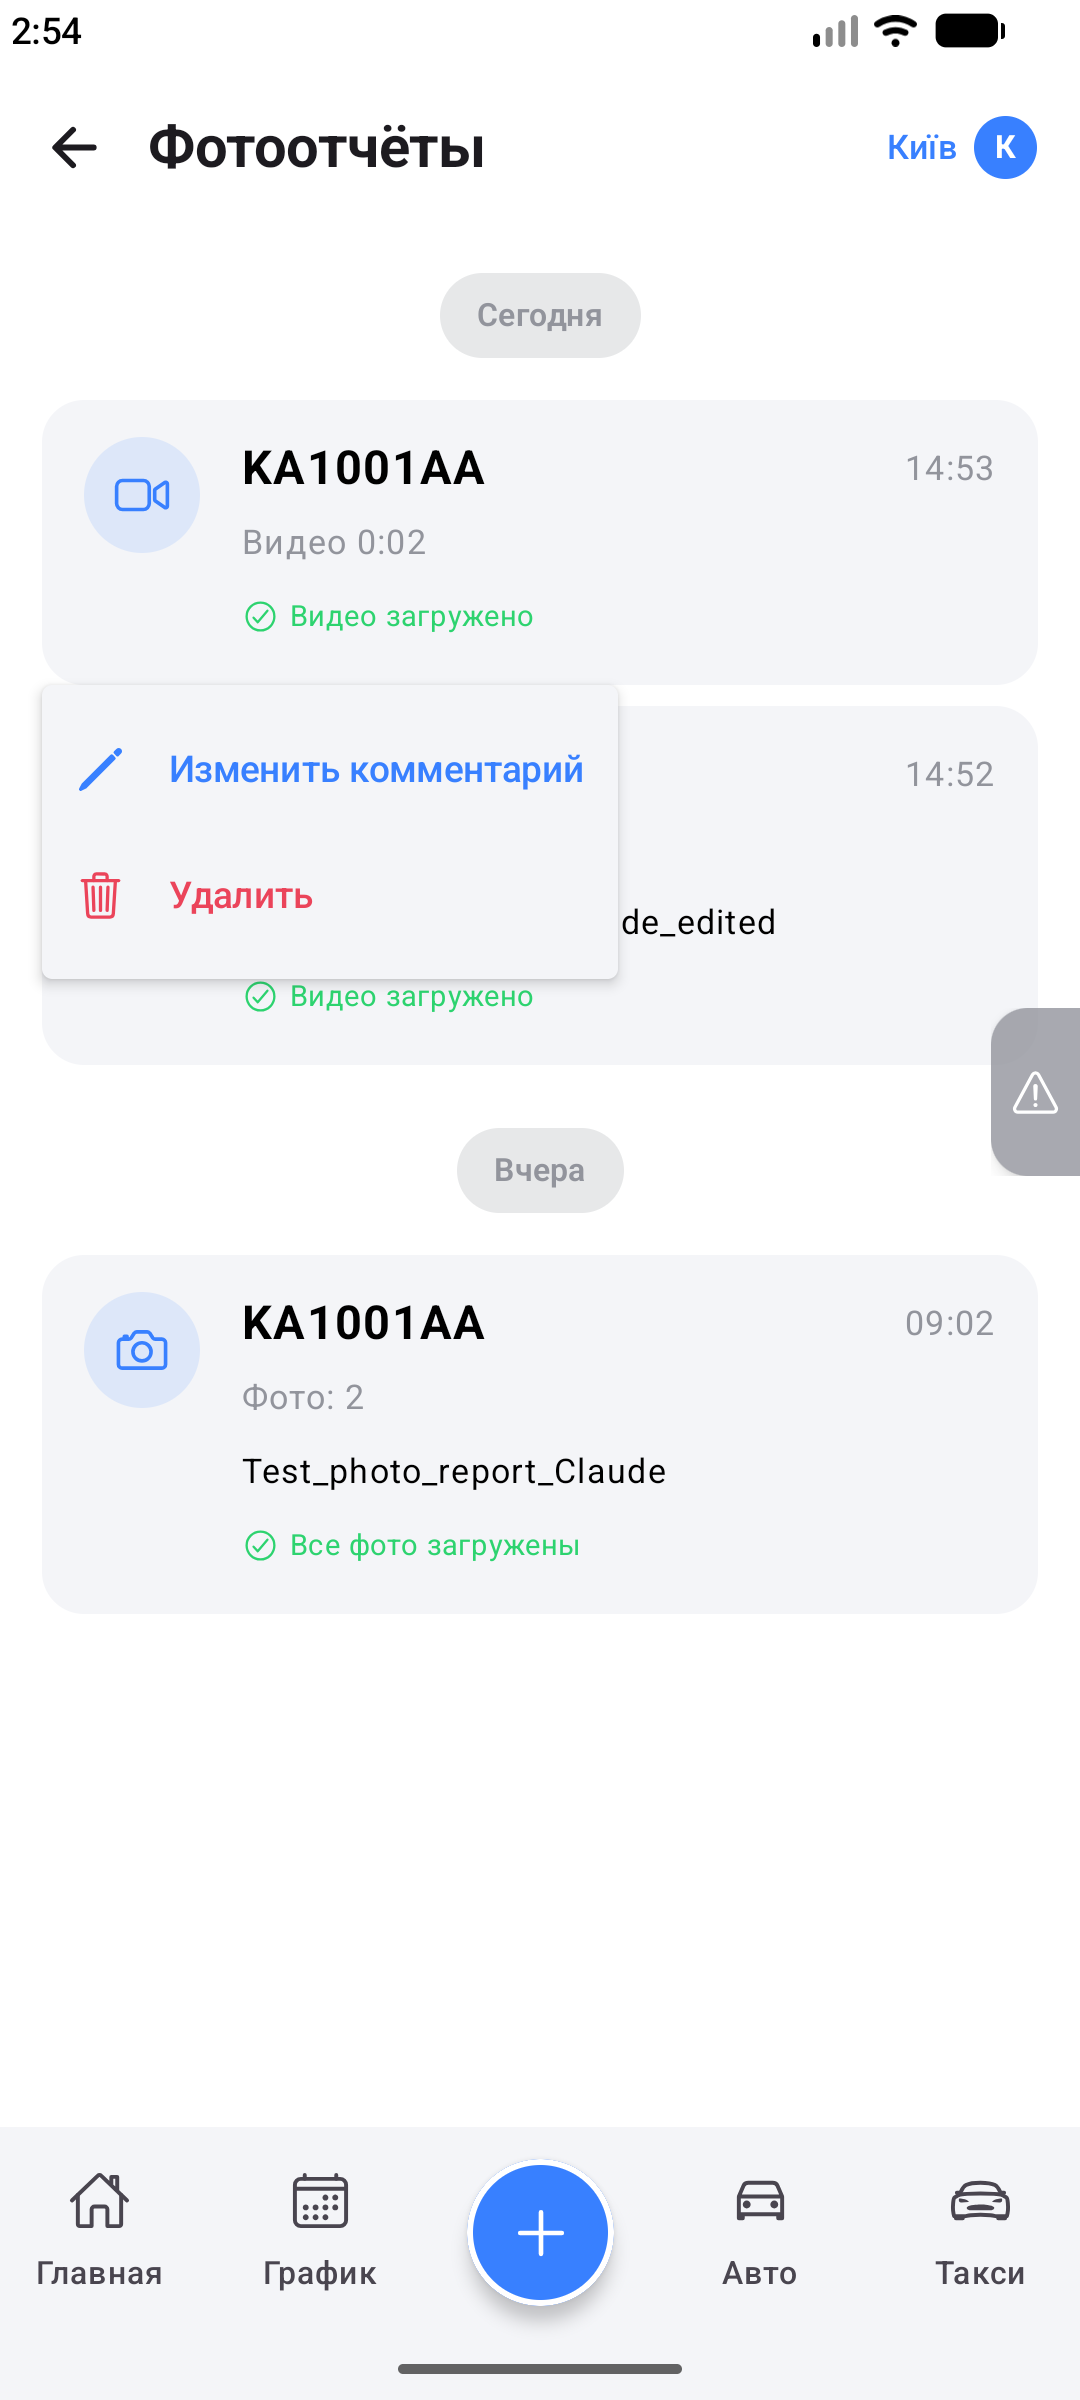 2:54
Фотоотчёты
Київ
К
Сегодня
KA1001AA
14:53
Видео 0:02
Видео загружено
Изменить комментарий
14:52
Удалить
de_edited
Видео загружено
Вчера
KA1001AA
09:02
Фото: 2
Test_photo_report_Claude
Все фото загружены
Главная
График
Авто
Такси